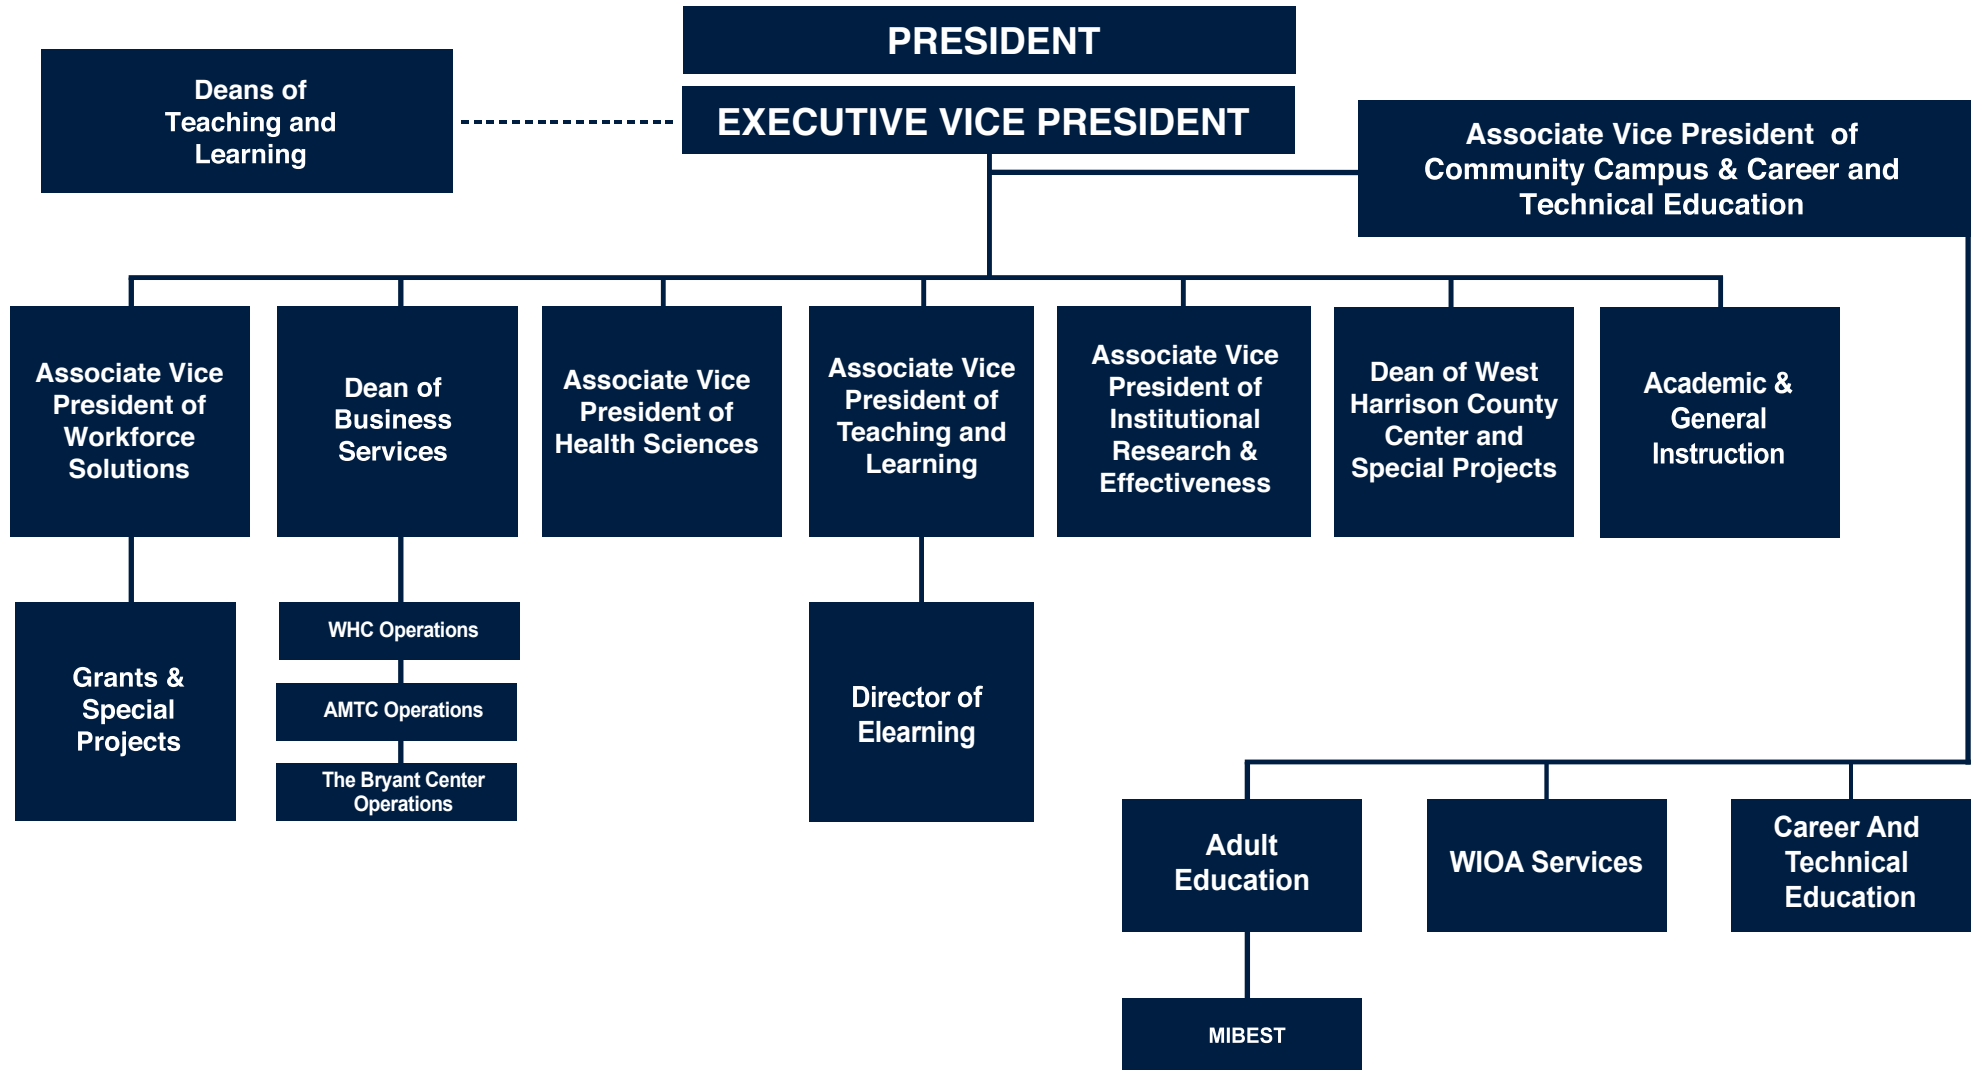 PRESIDENT
EXECUTIVE VICE PRESIDENT
Deans of
Teaching and
Learning
Associate Vice President of
Community Campus & Career and
Technical Education
Associate Vice
President of
Workforce
Solutions
Dean of
Business
Services
Associate Vice
President of
Health Sciences
Associate Vice
President of
Teaching and
Learning
Associate Vice
President of
Institutional
Research &
Effectiveness
Dean of West
Harrison County
Center and
Special Projects
Academic &
General
Instruction
Grants &
Special
Projects
WHC Operations
AMTC Operations
The Bryant Center
Operations
Director of
Elearning
Adult
Education
WIOA Services
Career And
Technical
Education
MIBEST